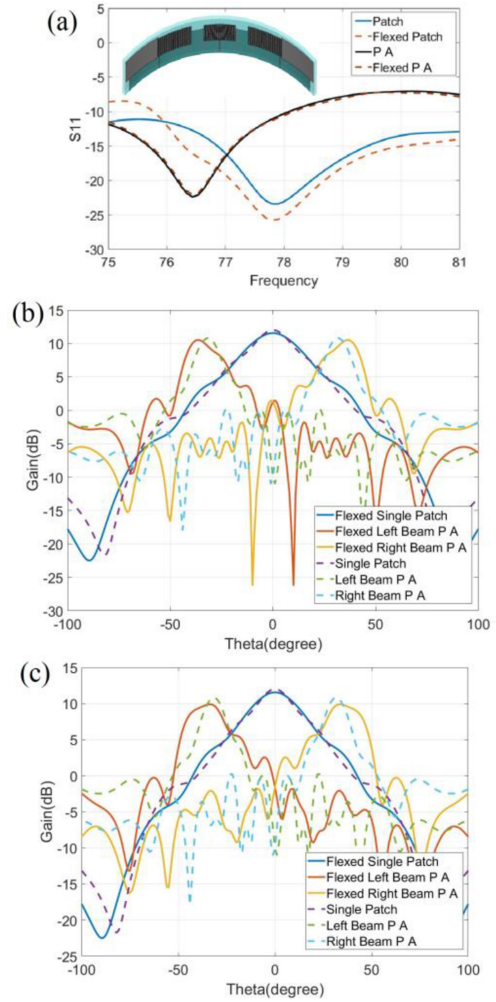 (a)
5
0
-5
-10
-15
-20
-25
-30
S11
75 76 77 78 79 80 81
Frequency
Patch
Flexed Patch
P A
Flexed P A
(b)
15
10
5
0
-5
-10
-15
-20
-25
-30
Gain(dB)
-100 -50 0 50 100
Theta(degree)
Flexed Single Patch
Flexed Left Beam P A
Flexed Right Beam P A
Single Patch
Left Beam P A
Right Beam P A
(c)
15
10
5
0
-5
-10
-15
-20
-25
Gain(dB)
-100 -50 0 50 100
Theta(degree)
Flexed Single Patch
Flexed Left Beam P A
Flexed Right Beam P A
Single Patch
Left Beam P A
Right Beam P A